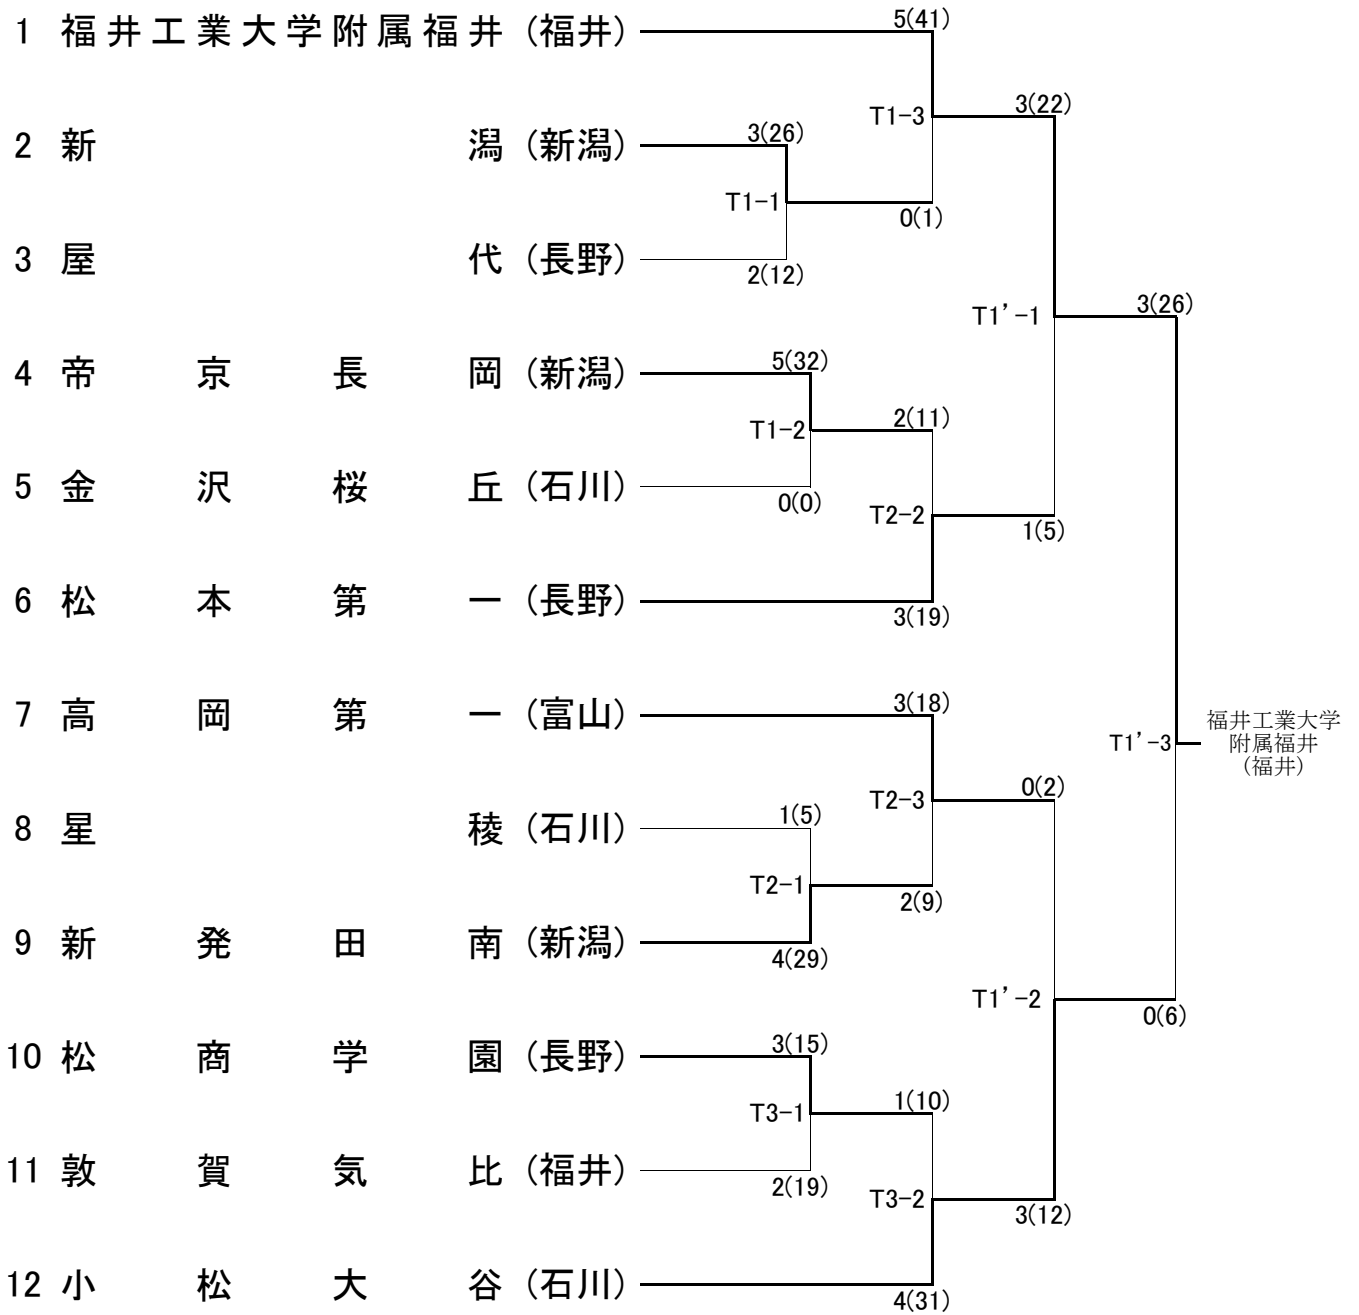 5(41)
1 福井工業大学附属福井 (福井)
3(22)
T1-3
3(26)
2 新潟 (新潟)
T1-1
0(1)
3 屋代 (長野)
2(12)
3(26)
T1'-1
5(32)
4 帝京長岡 (新潟)
2(11)
T1-2
5 金沢桜丘 (石川)
0(0)
T2-2
1(5)
6 松本第一 (長野)
3(19)
3(18)
7 高岡第一 (富山)
福井工業大学
附属福井
(福井)
T1'-3
0(2)
T2-3
1(5)
8 星稜 (石川)
T2-1
2(9)
9 新発田南 (新潟)
4(29)
T1'-2
0(6)
3(15)
10 松商学園 (長野)
1(10)
T3-1
11 敦賀気比 (福井)
2(19)
T3-2
3(12)
12 小松大谷 (石川)
4(31)